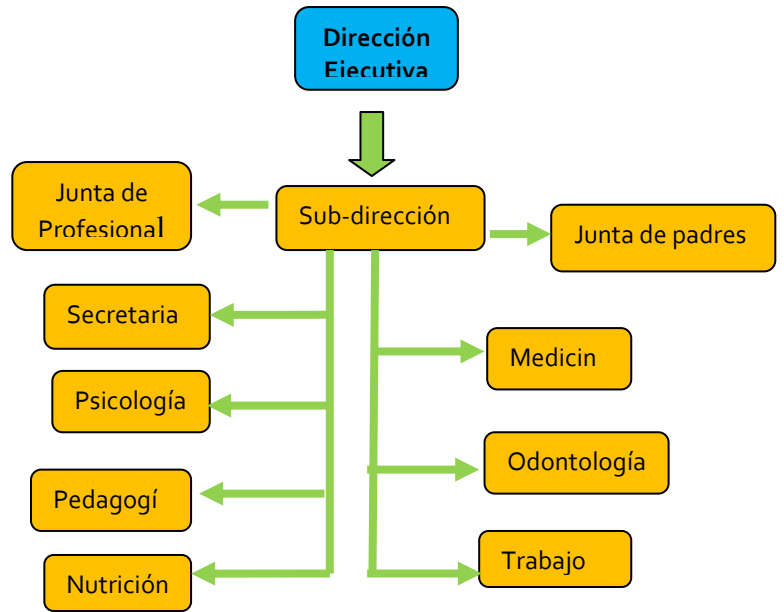 Dirección
Ejecutiva
Junta de
Profesional
Sub-dirección
Junta de padres
Secretaria
Medicin
Psicología
Odontología
Pedagogí
Trabajo
Nutrición